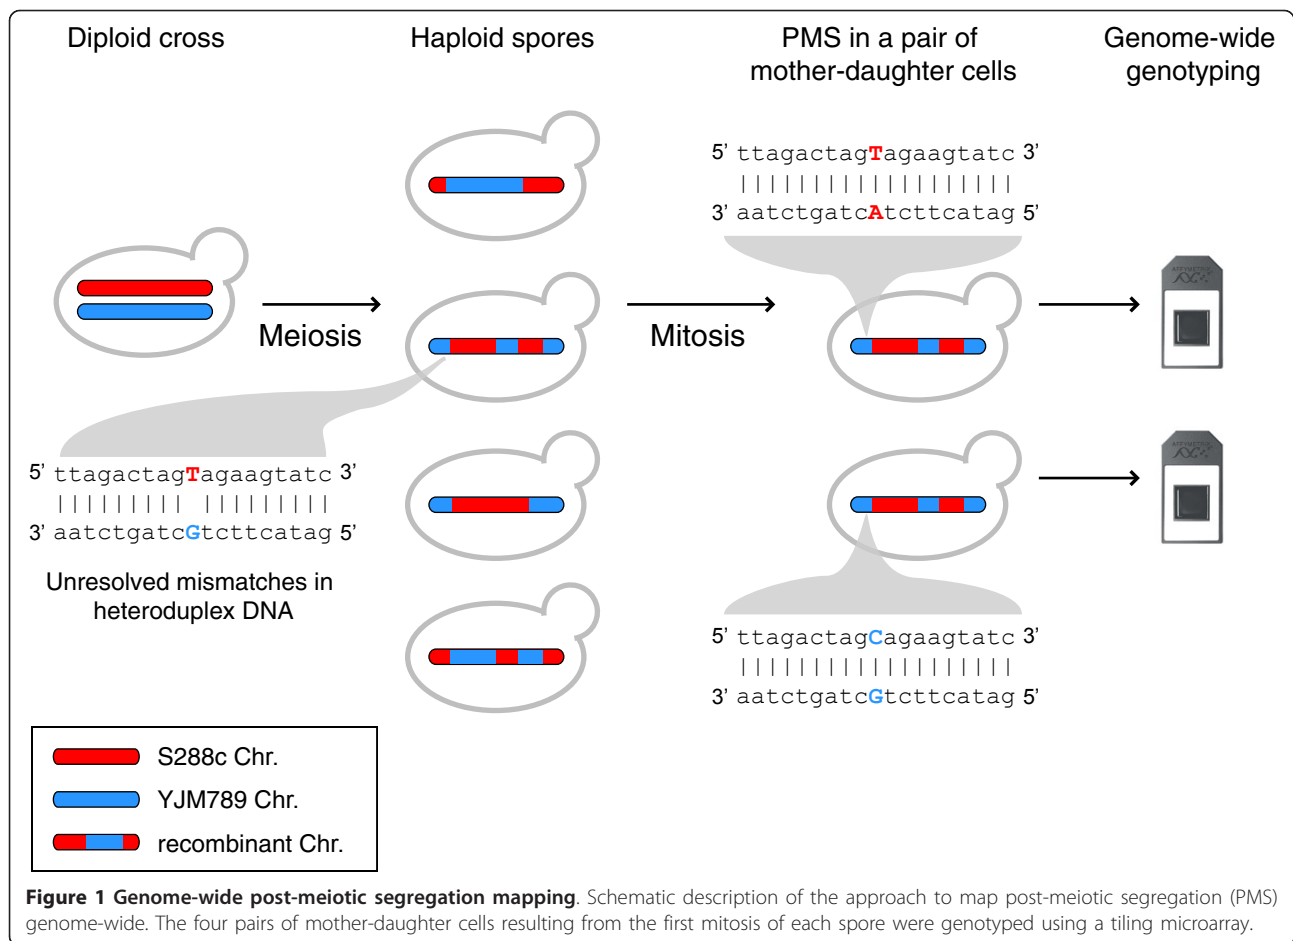 Diploid cross
Haploid spores
PMS in a pair of
mother-daughter cells
Genome-wide
genotyping
5’ ttagactagTagaagtatc 3’
3’ aatctgatcAtcttcatag 5’
Meiosis
Mitosis
AFFYMETRIX
5’ ttagactagTagaagtatc 3’
3’ aatctgatcGtcttcatag 5’
Unresolved mismatches in
heteroduplex DNA
AFFYMETRIX
5’ ttagactagCagaagtatc 3’
3’ aatctgatcGtcttcatag 5’
S288c Chr.
YJM789 Chr.
recombinant Chr.
Figure 1 Genome-wide post-meiotic segregation mapping. Schematic description of the approach to map post-meiotic segregation (PMS)
genome-wide. The four pairs of mother-daughter cells resulting from the first mitosis of each spore were genotyped using a tiling microarray.